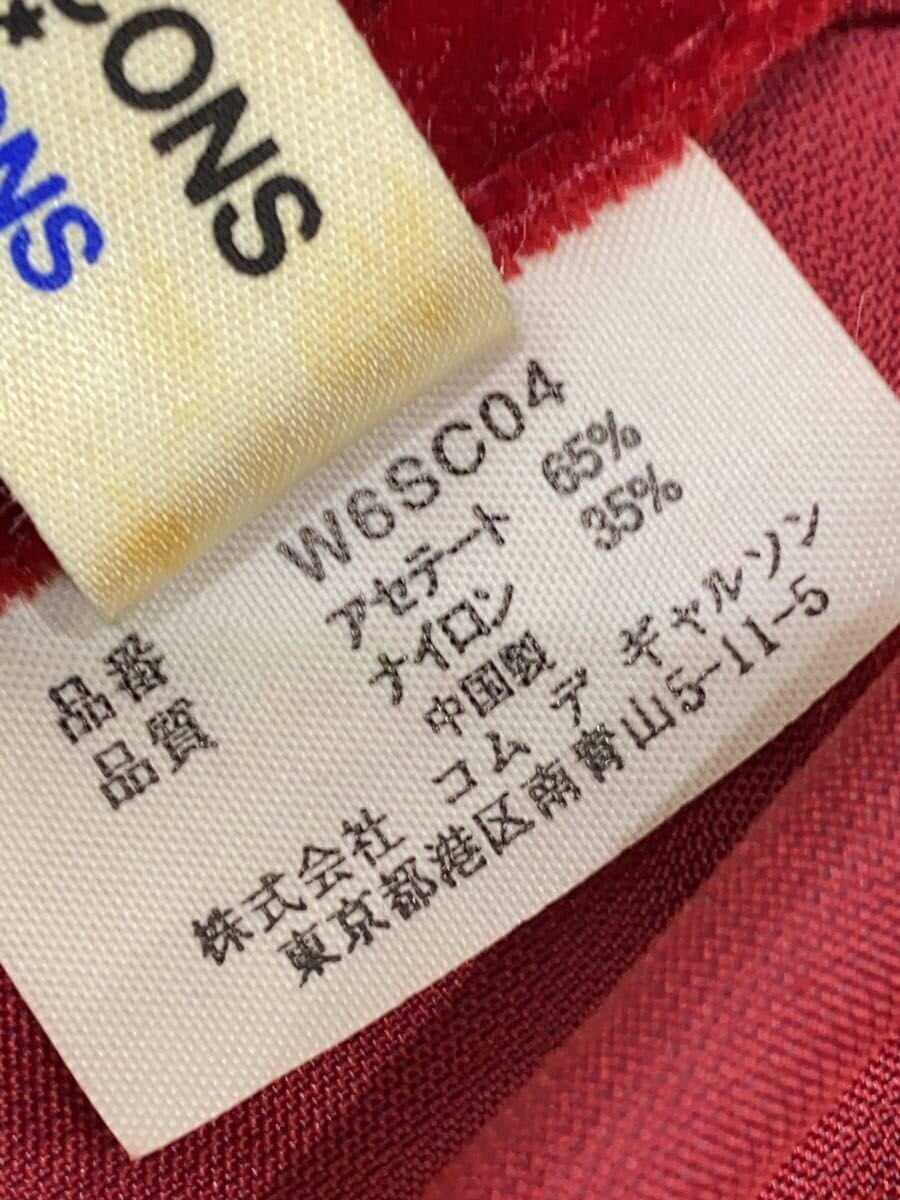 CONS
ONS
品番 W6SC04
品質 アセテート 65%
ナイロン 35%
中国製
株式会社 コム デ ギャルソン
東京都港区南青山5-11-5